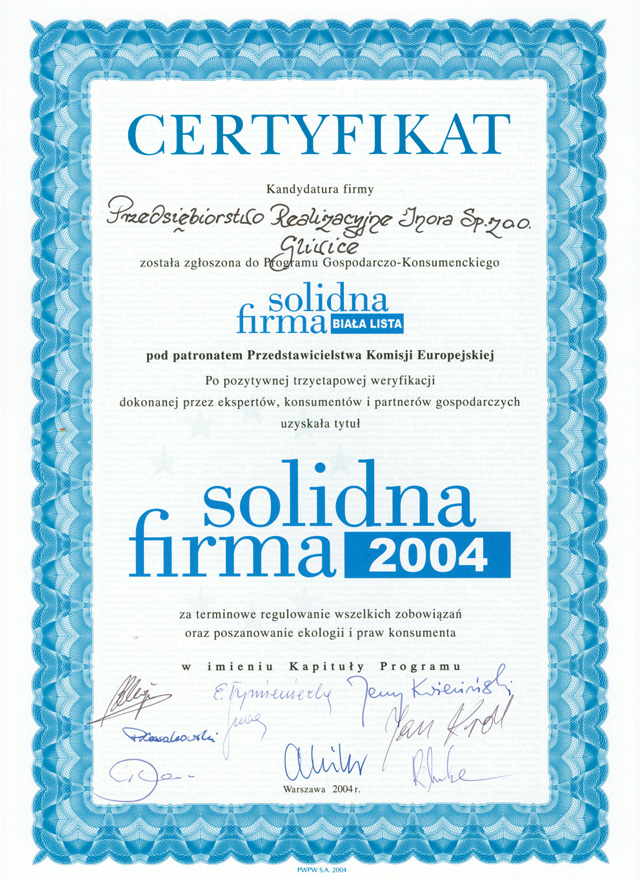 CERTYFIKAT
Kandydatura firmy
Przedsiębiorstwo Realizacyjne Inora Sp.zo.o.
Gliwice
została zgłoszona do Programu Gospodarczo-Konsumenckiego
solidna
firma BIAŁA LISTA
pod patronatem Przedstawicielstwa Komisji Europejskiej
Po pozytywnej trzyetapowej weryfikacji
dokonanej przez ekspertów, konsumentów i partnerów gospodarczych
uzyskała tytuł
solidna
firma 2004
za terminowe regulowanie wszelkich zobowiązań
oraz poszanowanie ekologii i praw konsumenta
w imieniu Kapituły Programu
Jerzy Kwieciński
Jan Król
Warszawa 2004 r.
PWPW S.A. 2004